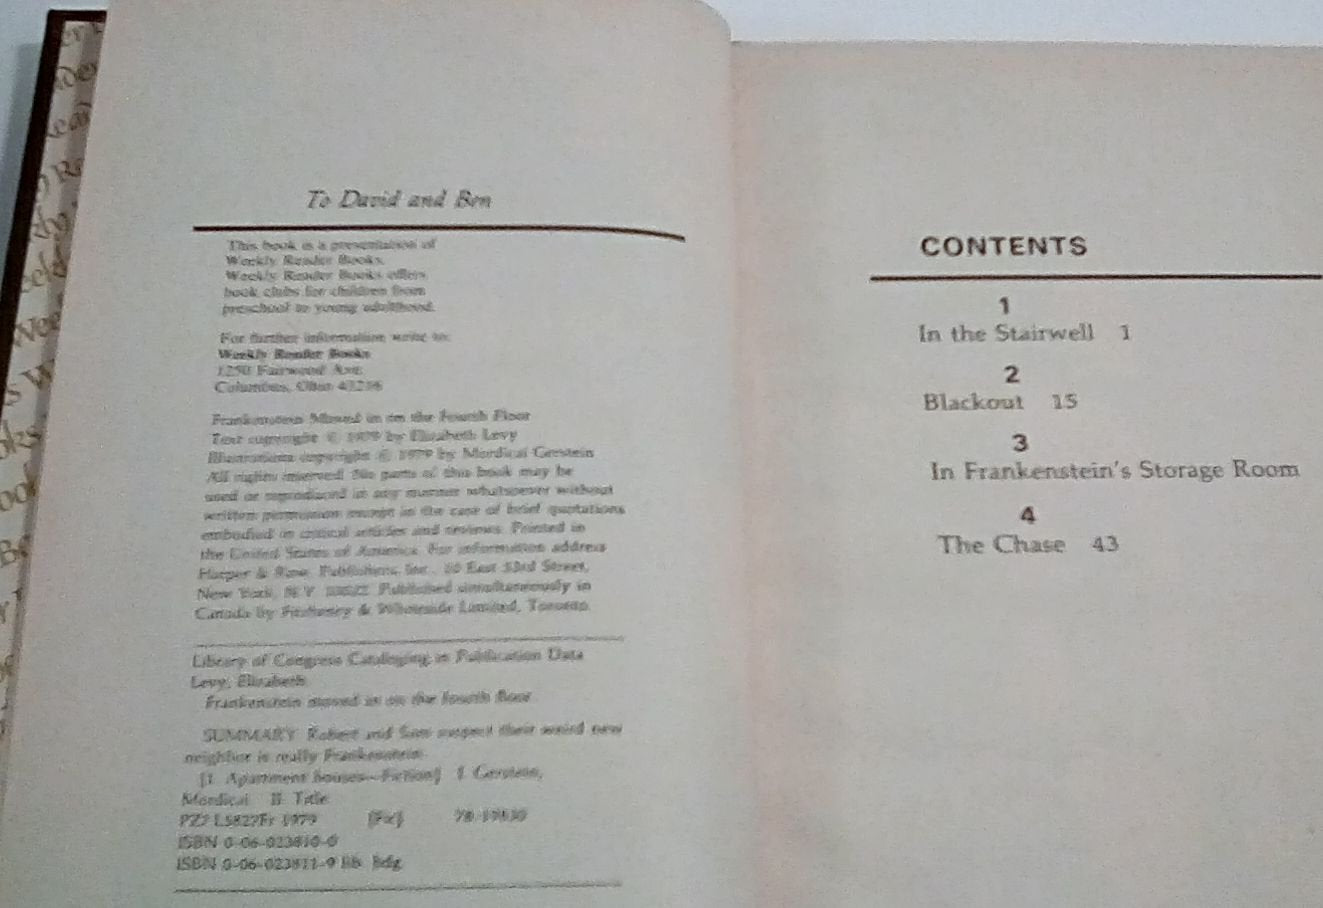 To David and Ben
This book is a presentation of
Weekly Reader Books.
Weekly Reader Books offers
book clubs for children from
preschool to young adulthood.
For further information write to:
Weekly Reader Books
1250 Fairwood Ave.
Columbus, Ohio 43216
Frankenstein Moved in on the Fourth Floor
Text copyright © 1979 by Elizabeth Levy
Illustrations copyright © 1979 by Mordicai Gerstein
All rights reserved. No part of this book may be
used or reproduced in any manner whatsoever without
written permission except in the case of brief quotations
embodied in critical articles and reviews. Printed in
the United States of America. For information address
Harper & Row, Publishers, Inc., 10 East 53rd Street,
New York, N.Y. 10022. Published simultaneously in
Canada by Fitzhenry & Whiteside Limited, Toronto.
Library of Congress Cataloging in Publication Data
Levy, Elizabeth.
Frankenstein moved in on the fourth floor.
SUMMARY: Robert and Sam suspect their weird new
neighbor is really Frankenstein.
[1. Apartment houses—Fiction] I. Gerstein,
Mordicai. II. Title.
PZ7.L5827Fr 1979 [Fic]
ISBN 0-06-023810-0
ISBN 0-06-023811-9 lib. bdg.
CONTENTS
1
In the Stairwell 1
2
Blackout 15
3
In Frankenstein's Storage Room
4
The Chase 43